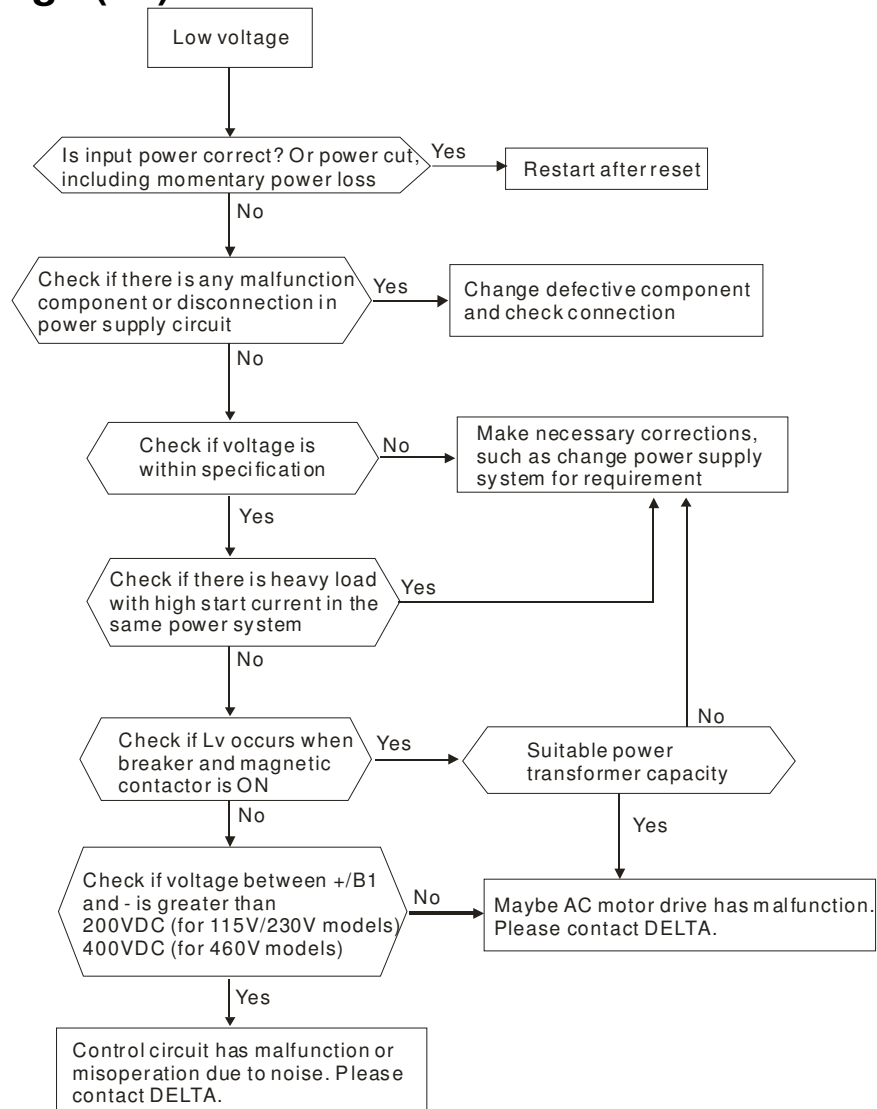 Low voltage
Is input power correct? Or power cut,
including momentary power loss
Yes
Restart after reset
No
Check if there is any malfunction
component or disconnection in
power supply circuit
Yes
Change defective component
and check connection
No
Check if voltage is
within specification
No
Make necessary corrections,
such as change power supply
system for requirement
Yes
Check if there is heavy load
with high start current in the
same power system
Yes
No
Check if Lv occurs when
breaker and magnetic
contactor is ON
Yes
Suitable power
transformer capacity
No
No
Yes
Check if voltage between +/B1
and - is greater than
200VDC (for 115V/230V models)
400VDC (for 460V models)
No
Maybe AC motor drive has malfunction.
Please contact DELTA.
Yes
Control circuit has malfunction or
misoperation due to noise. Please
contact DELTA.